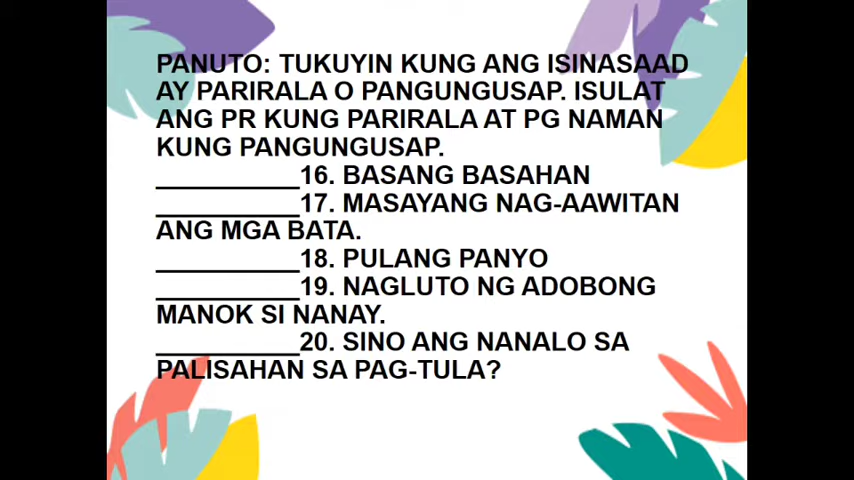 PANUTO: TUKUYIN KUNG ANG ISINASAAD
AY PARIRALA O PANGUNGUSAP. ISULAT
ANG PR KUNG PARIRALA AT PG NAMAN
KUNG PANGUNGUSAP.
__________16. BASANG BASAHAN
__________17. MASAYANG NAG-AAWITAN
ANG MGA BATA.
__________18. PULANG PANYO
__________19. NAGLUTO NG ADOBONG
MANOK SI NANAY.
__________20. SINO ANG NANALO SA
PALISAHAN SA PAG-TULA?